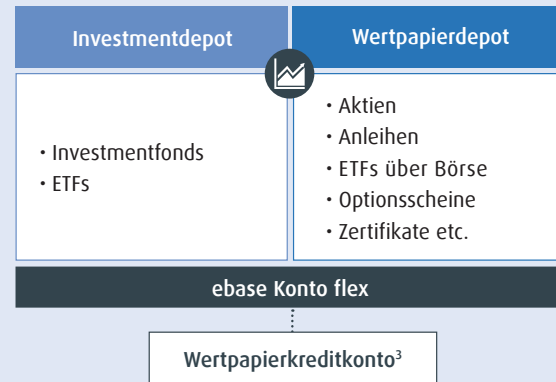 Investmentdepot
Wertpapierdepot
· Investmentfonds
· ETFs
· Aktien
· Anleihen
· ETFs über Börse
· Optionsscheine
· Zertifikate etc.
ebase Konto flex
Wertpapierkreditkonto³